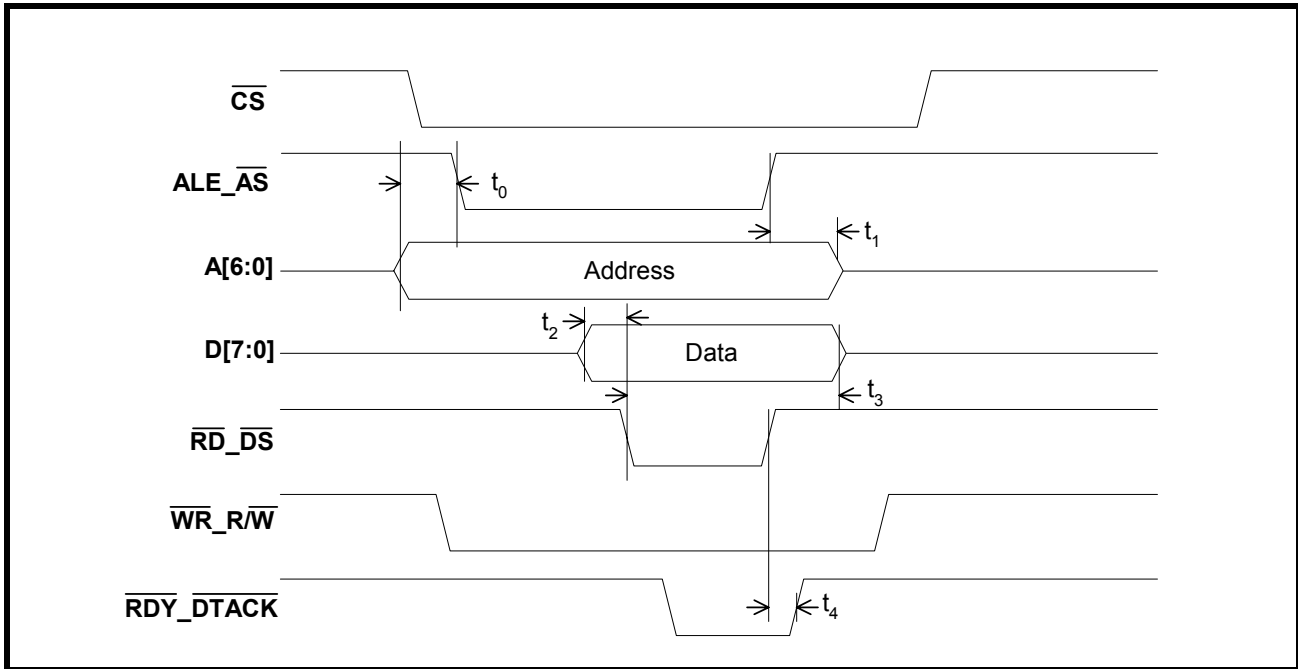 CS
ALE_AS
t0
A[6:0]
Address
t1
D[7:0]
t2
Data
t3
RD_DS
WR_R/W
RDY_DTACK
t4